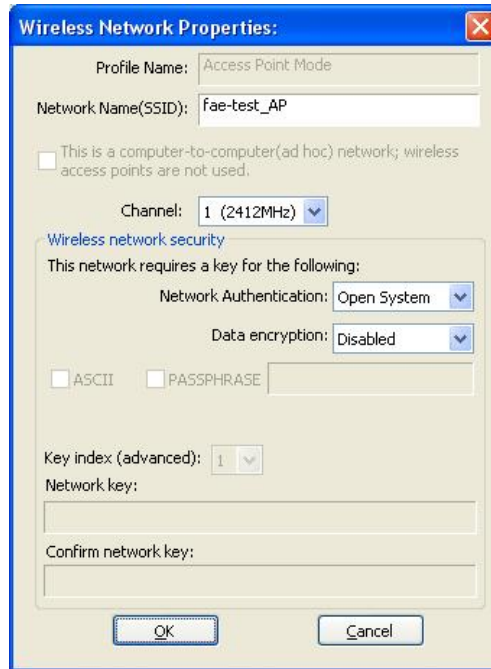 Wireless Network Properties:
Profile Name: Access Point Mode
Network Name(SSID): fae-test_AP
This is a computer-to-computer(ad hoc) network; wireless
access points are not used.
Channel: 1 (2412MHz)
Wireless network security
This network requires a key for the following:
Network Authentication: Open System
Data encryption: Disabled
ASCII PASSPHRASE
Key index (advanced): 1
Network key:
Confirm network key:
OK Cancel